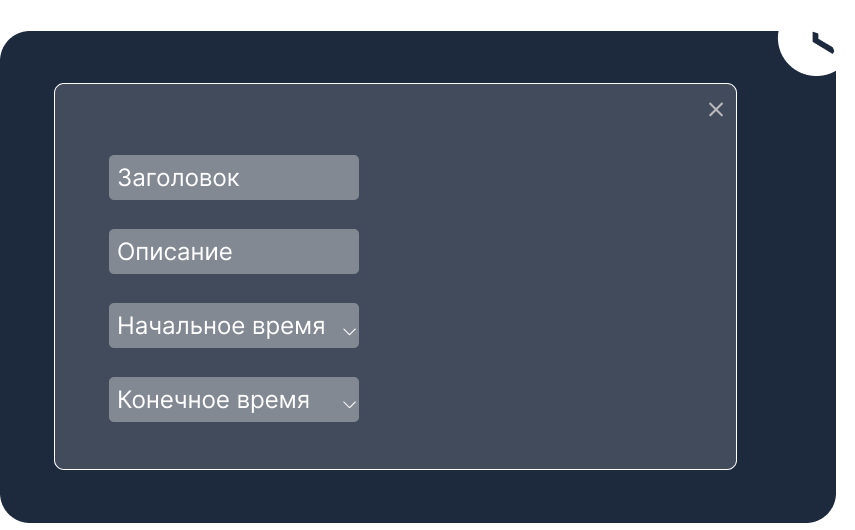 Заголовок
Описание
Начальное время
Конечное время